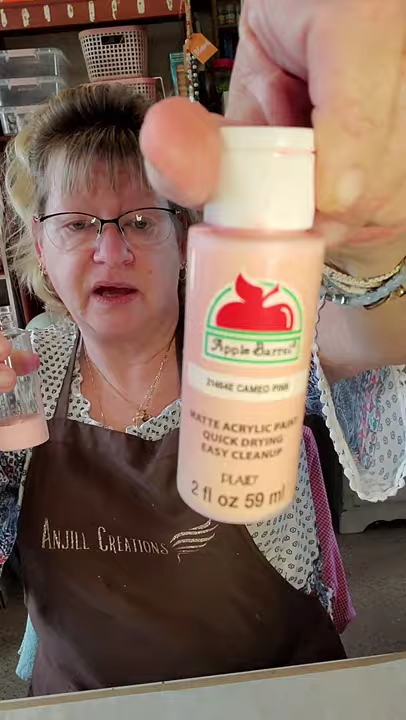 Apple Barrel
21464E CAMEO PINK
MATTE ACRYLIC PAINT
QUICK DRYING
EASY CLEANUP
PLAID
2 fl oz 59 ml
ANJILL CREATIONS